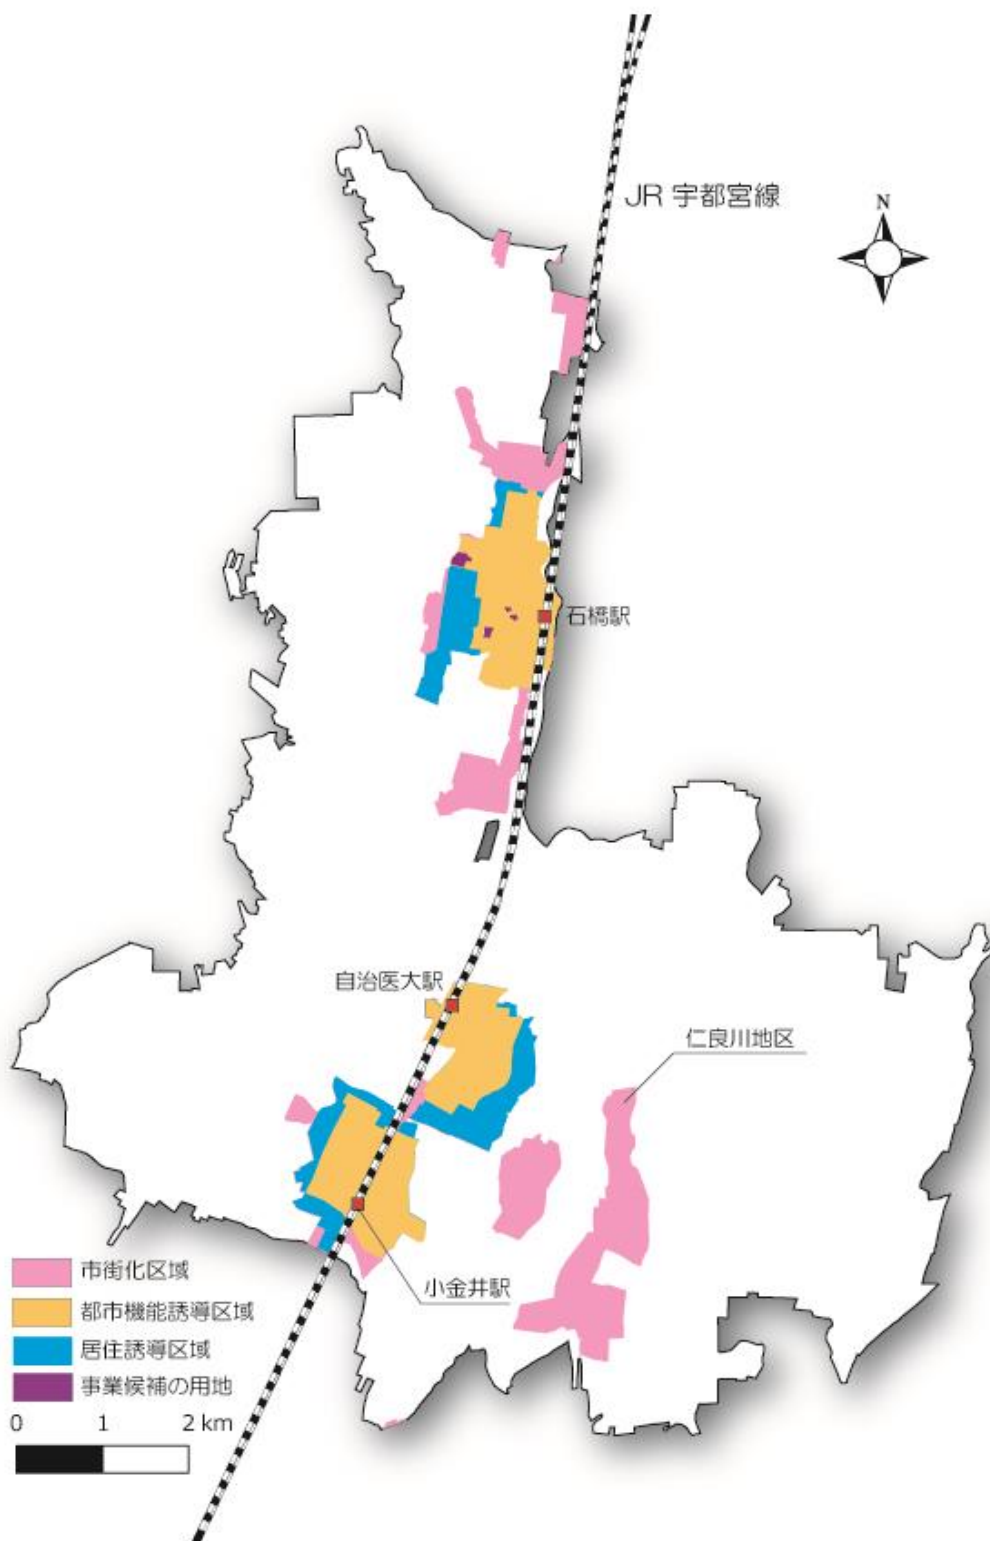 JR 宇都宮線
N
石橋駅
自治医大駅
仁良川地区
小金井駅
市街化区域
都市機能誘導区域
居住誘導区域
事業候補の用地
0 1 2 km